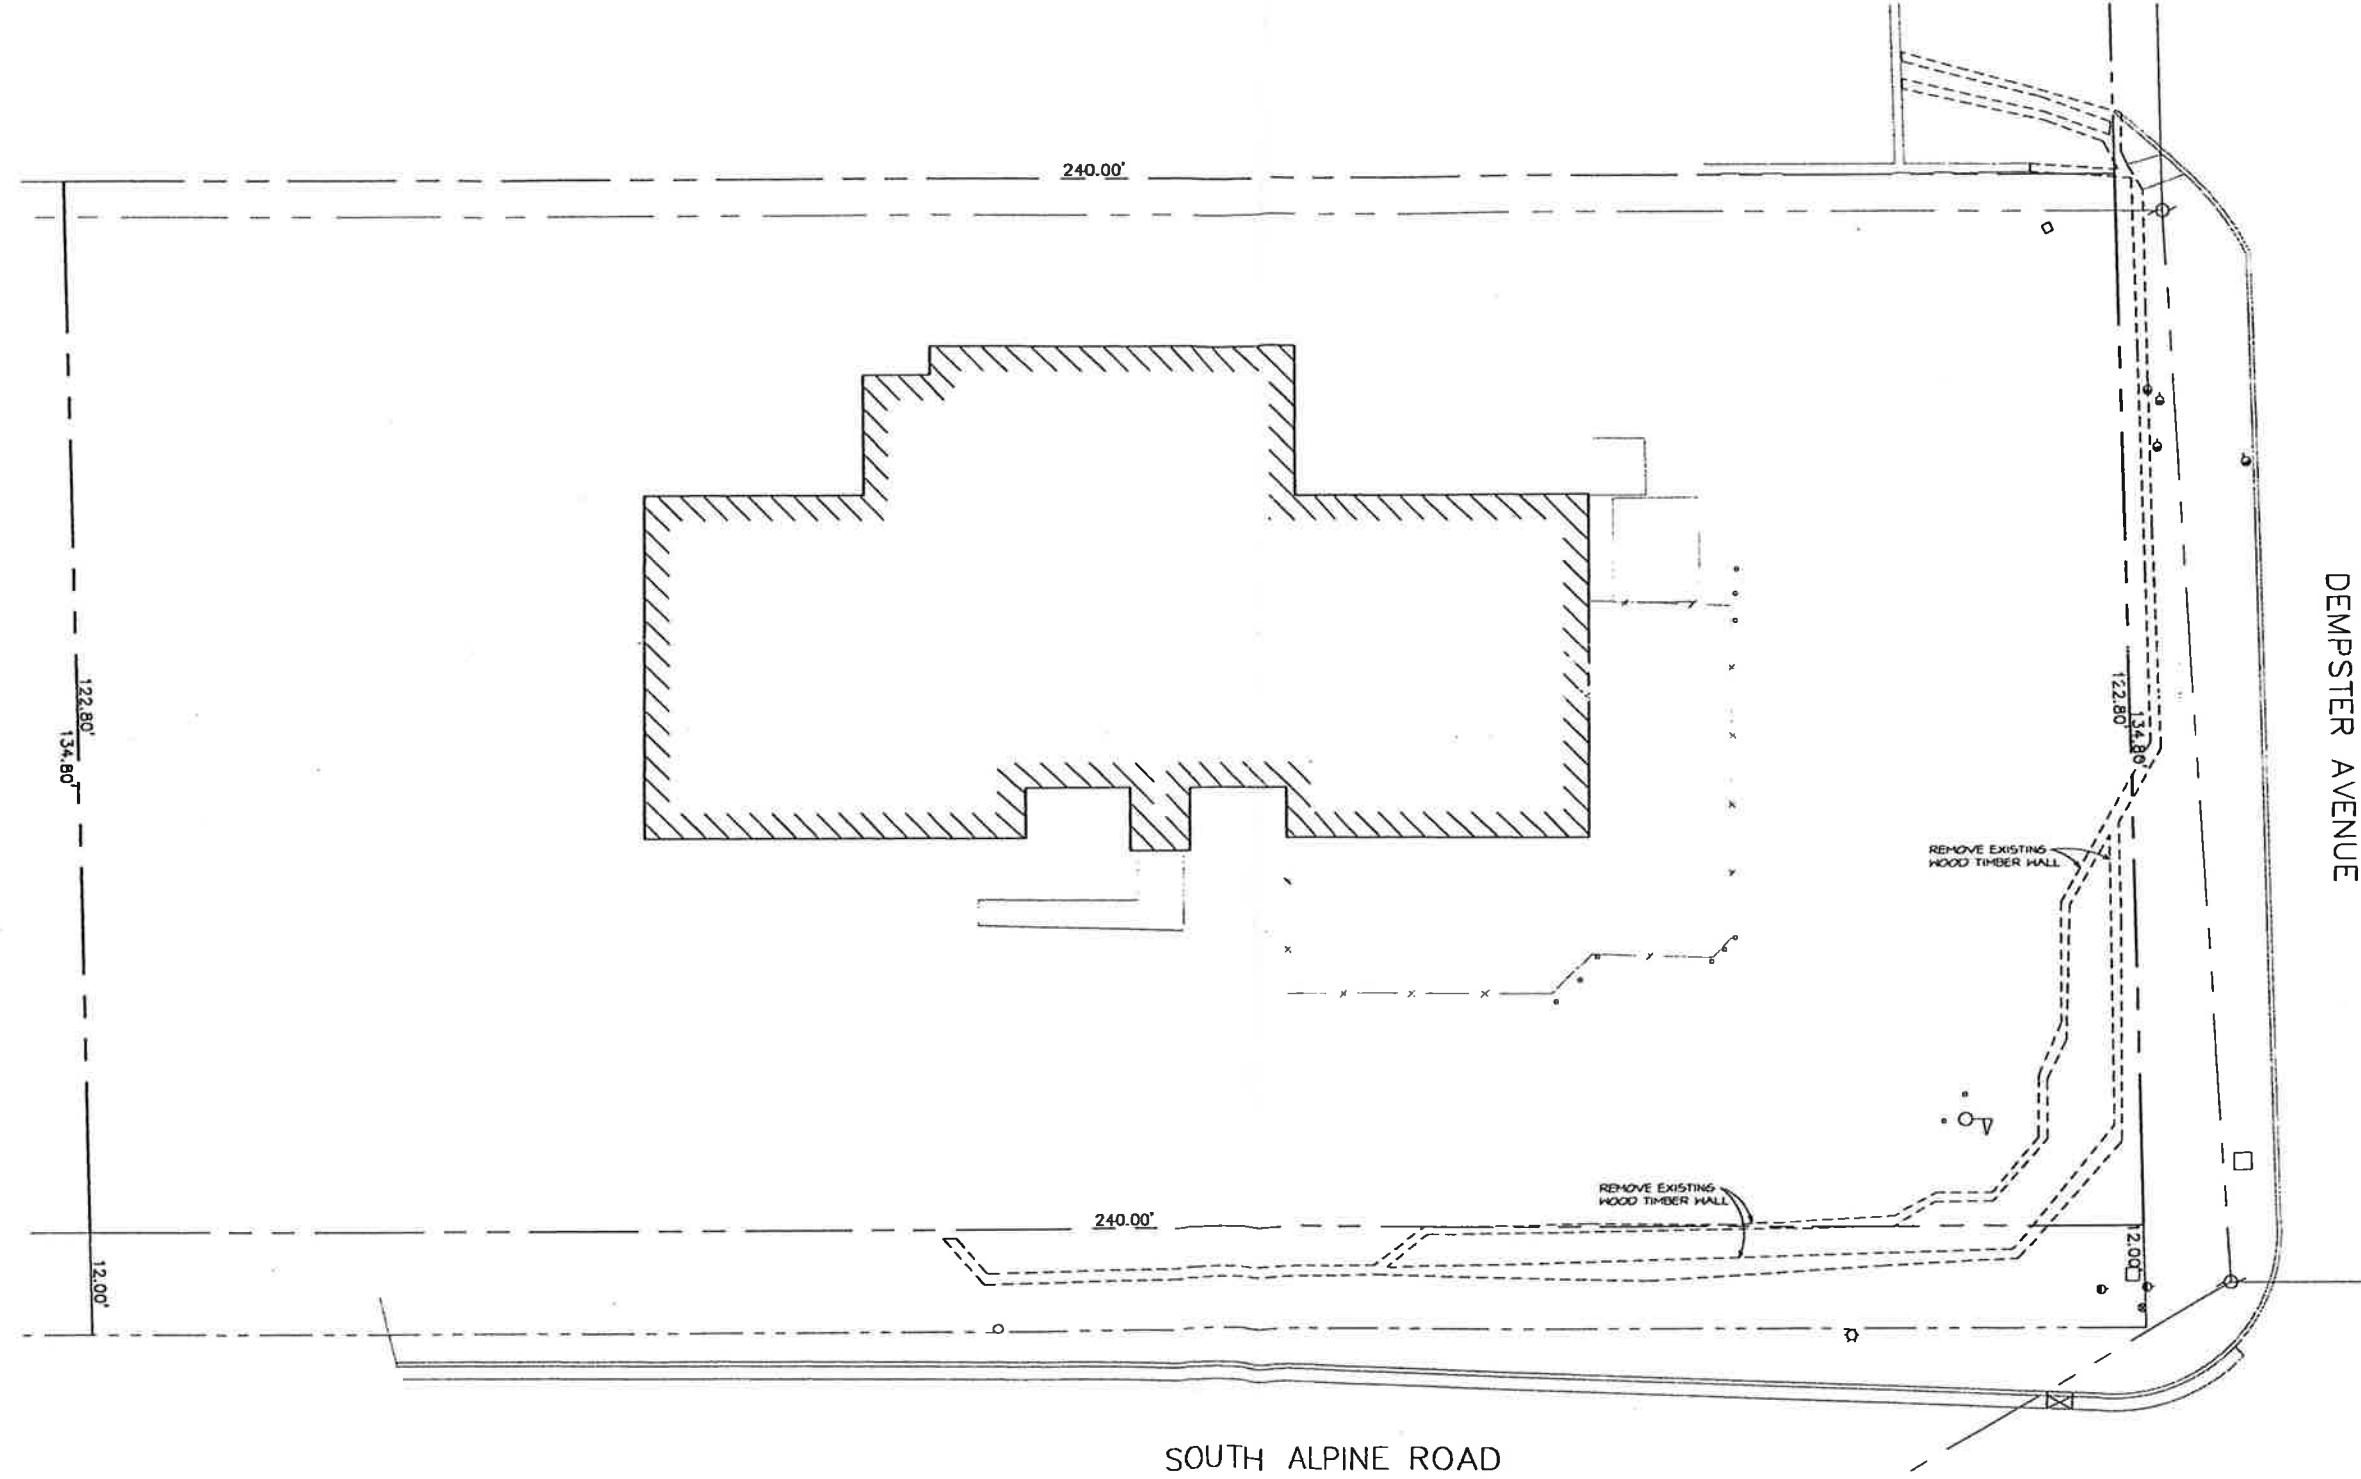 240.00'
122.80'
134.80'
122.80'
134.80'
DEMPSTER AVENUE
REMOVE EXISTING
WOOD TIMBER WALL
REMOVE EXISTING
WOOD TIMBER WALL
240.00'
12.00'
12.00'
SOUTH ALPINE ROAD